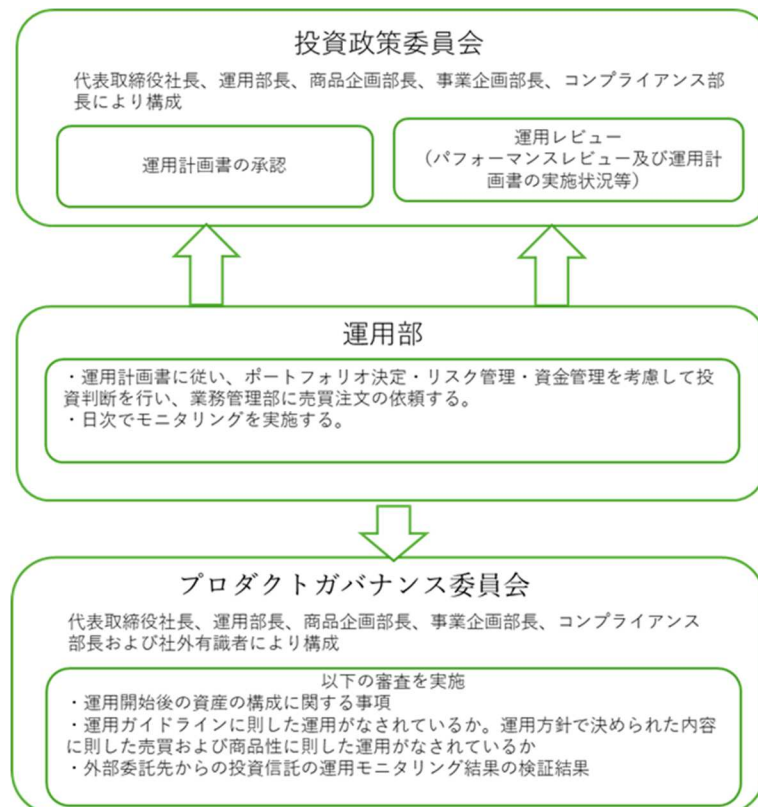 投資政策委員会
代表取締役社長、運用部長、商品企画部長、事業企画部長、コンプライアンス部
長により構成
運用計画書の承認
運用レビュー
（パフォーマンスレビュー及び運用計
画書の実施状況等）
運用部
・運用計画書に従い、ポートフォリオ決定・リスク管理・資金管理を考慮して投
資判断を行い、業務管理部に売買注文の依頼する。
・日次でモニタリングを実施する。
プロダクトガバナンス委員会
代表取締役社長、運用部長、商品企画部長、事業企画部長、コンプライアンス
部長および社外有識者により構成
以下の審査を実施
・運用開始後の資産の構成に関する事項
・運用ガイドラインに則した運用がなされているか。運用方針で決められた内容
に則した売買および商品性に則した運用がなされているか
・外部委託先からの投資信託の運用モニタリング結果の検証結果